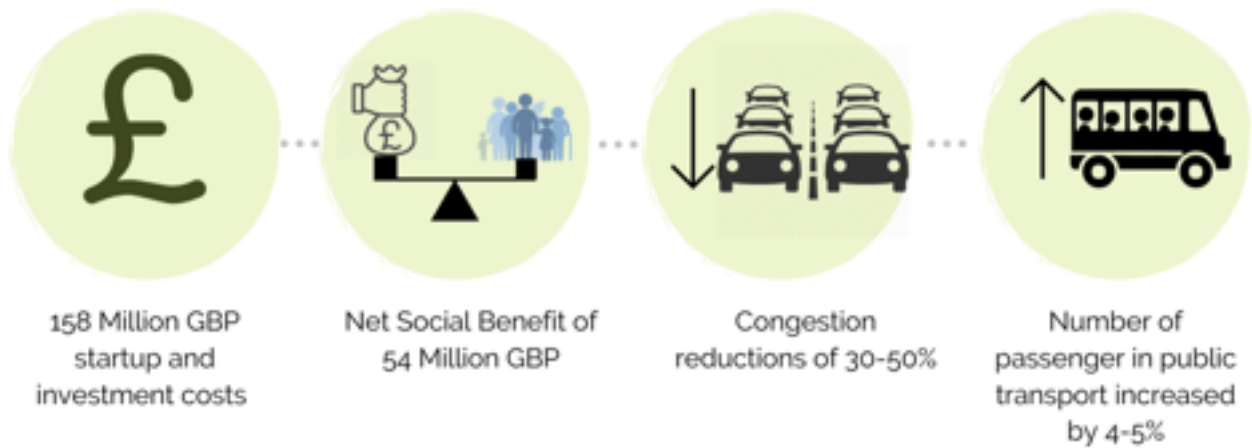 £
£
158 Million GBP
startup and
investment costs
Net Social Benefit of
54 Million GBP
Congestion
reductions of 30-50%
Number of
passenger in public
transport increased
by 4-5%